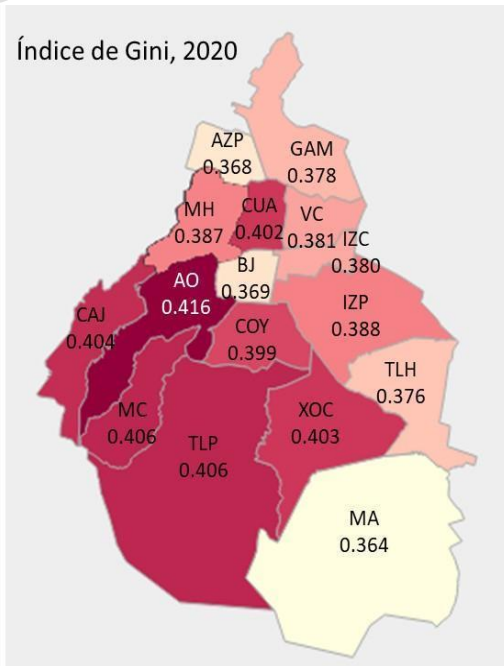 Índice de Gini, 2020
AZP
0.368
GAM
0.378
MH
0.387
CUA
0.402
VC
0.381
IZC
0.380
BJ
0.369
AO
0.416
CAJ
0.404
COY
0.399
IZP
0.388
TLH
0.376
MC
0.406
TLP
0.406
XOC
0.403
MA
0.364